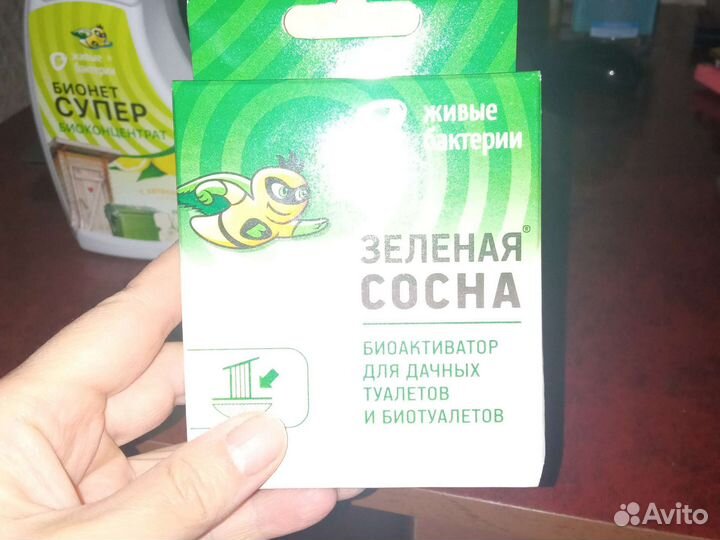 живые
бактерии
БИОНЕТ
СУПЕР
БИОКОНЦЕНТРАТ
живые
бактерии
B
ЗЕЛЕНАЯ®
СОСНА
БИОАКТИВАТОР
ДЛЯ ДАЧНЫХ
ТУАЛЕТОВ
И БИОТУАЛЕТОВ
Avito